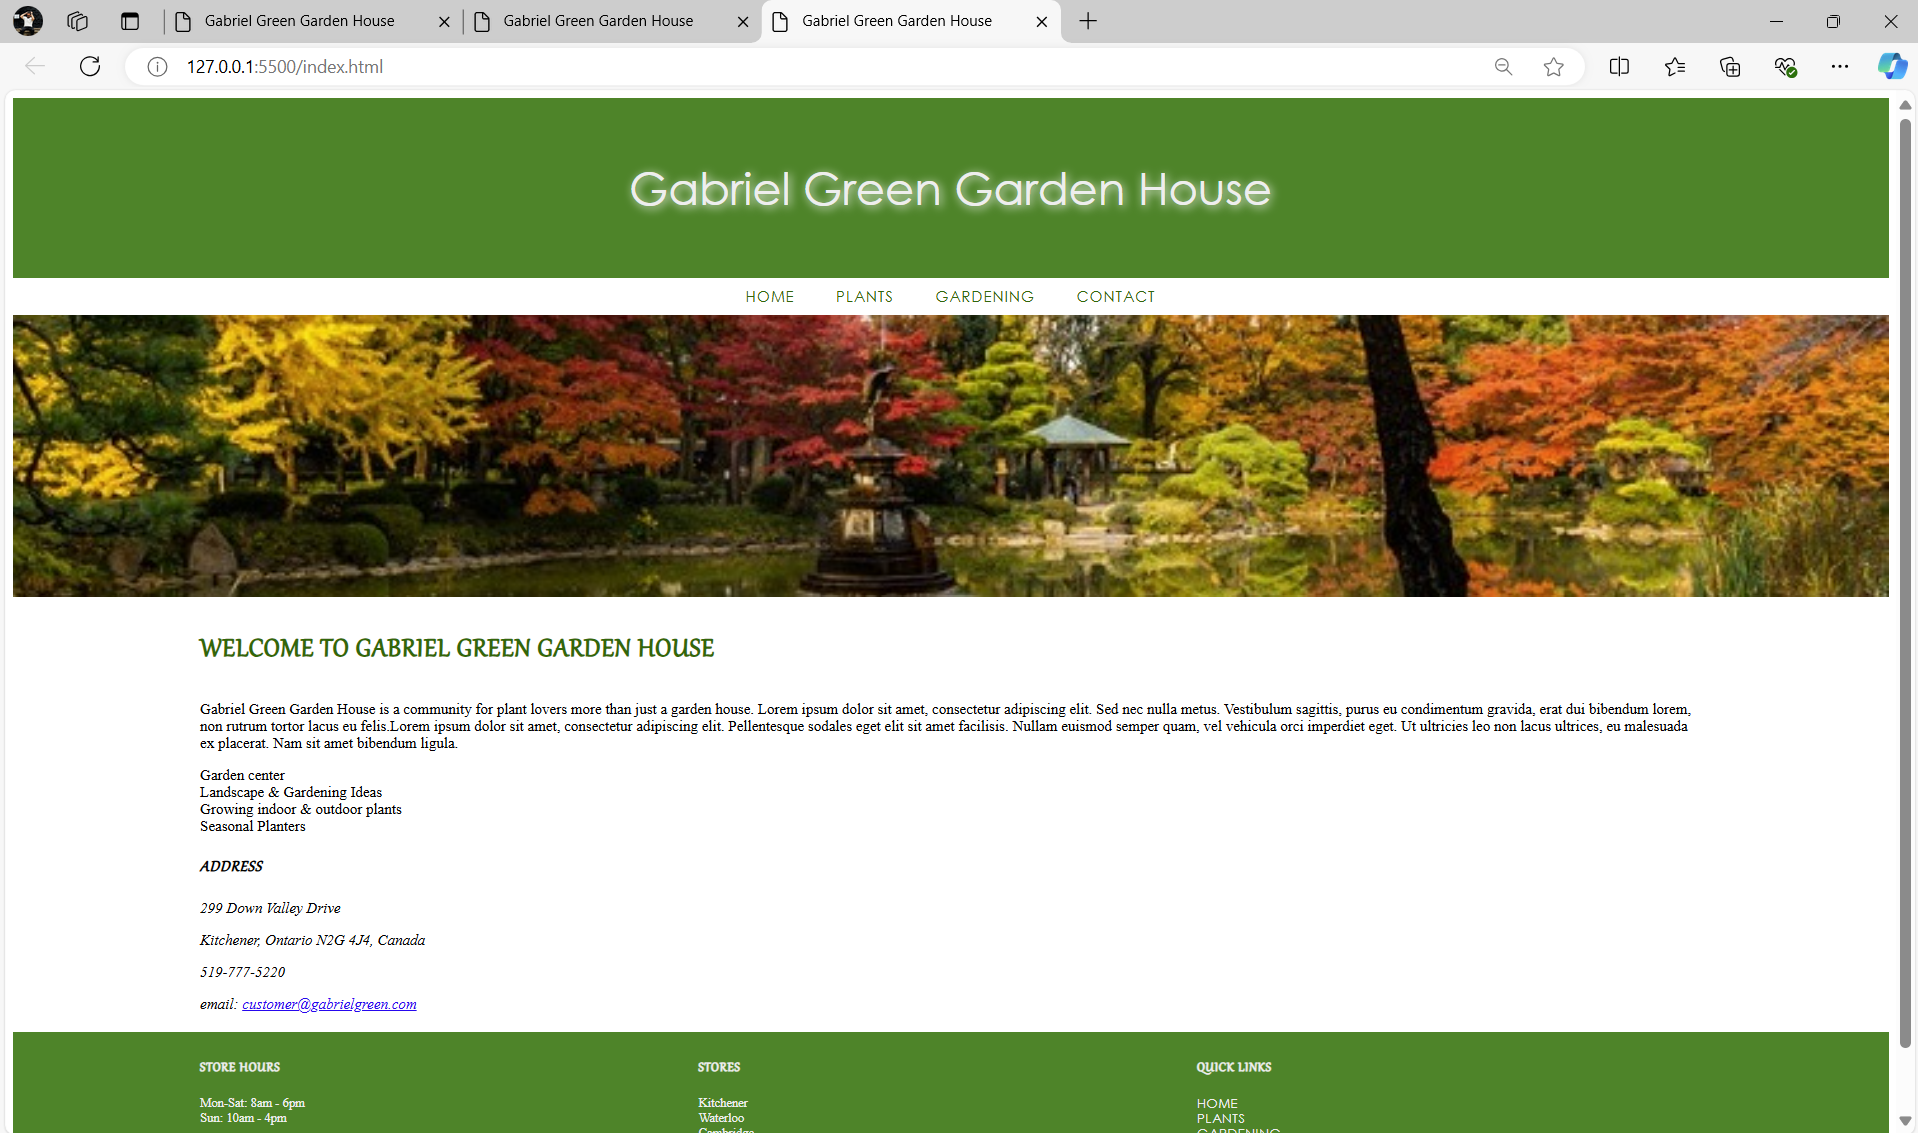 Gabriel Green Garden House
Gabriel Green Garden House
Gabriel Green Garden House
127.0.0.1:5500/index.html
Gabriel Green Garden House
HOME PLANTS GARDENING CONTACT
WELCOME TO GABRIEL GREEN GARDEN HOUSE
Gabriel Green Garden House is a community for plant lovers more than just a garden house. Lorem ipsum dolor sit amet, consectetur adipiscing elit. Sed nec nulla metus. Vestibulum sagittis, purus eu condimentum gravida, erat dui bibendum lorem,
non rutrum tortor lacus eu felis.Lorem ipsum dolor sit amet, consectetur adipiscing elit. Pellentesque sodales eget elit sit amet facilisis. Nullam euismod semper quam, vel vehicula orci imperdiet eget. Ut ultricies leo non lacus ultrices, eu malesuada
ex placerat. Nam sit amet bibendum ligula.
Garden center
Landscape & Gardening Ideas
Growing indoor & outdoor plants
Seasonal Planters
ADDRESS
299 Down Valley Drive
Kitchener, Ontario N2G 4J4, Canada
519-777-5220
email: customer@gabrielgreen.com
STORE HOURS
Mon-Sat: 8am - 6pm
Sun: 10am - 4pm
STORES
Kitchener
Waterloo
Cambridge
QUICK LINKS
HOME
PLANTS
GARDENING